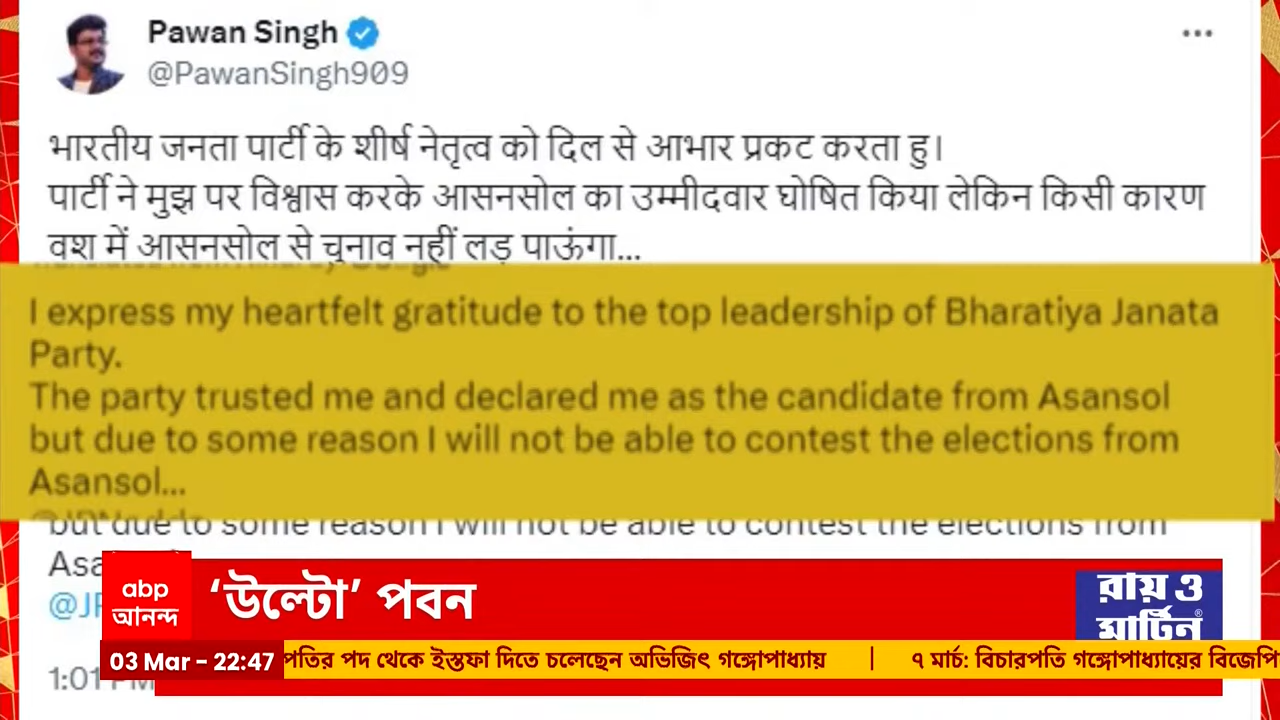 Pawan Singh
@PawanSingh909
भारतीय जनता पार्टी के शीर्ष नेतृत्व को दिल से आभार प्रकट करता हु।
पार्टी ने मुझ पर विश्वास करके आसनसोल का उम्मीदवार घोषित किया लेकिन किसी कारण
वश में आसनसोल से चुनाव नहीं लड़ पाऊंगा...
I express my heartfelt gratitude to the top leadership of Bharatiya Janata
Party.
The party trusted me and declared me as the candidate from Asansol
but due to some reason I will not be able to contest the elections from
Asansol...
but due to some reason I will not be able to contest the elections from
abp
আনন্দ
‘উল্টো’ পবন
রায় ও
মার্টিন®
03 Mar - 22:47
পতির পদ থেকে ইস্তফা দিতে চলেছেন অভিজিৎ গঙ্গোপাধ্যায় | ৭ মার্চ: বিচারপতি গঙ্গোপাধ্যায়ের বিজেপি
1:01 PM